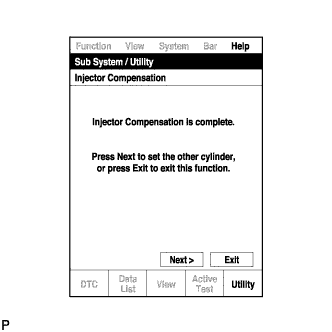 Function View System Bar Help
Sub System / Utility
Injector Compensation
Injector Compensation is complete.
Press Next to set the other cylinder,
or press Exit to exit this function.
Next > Exit
DTC Data List View Active Test Utility
P